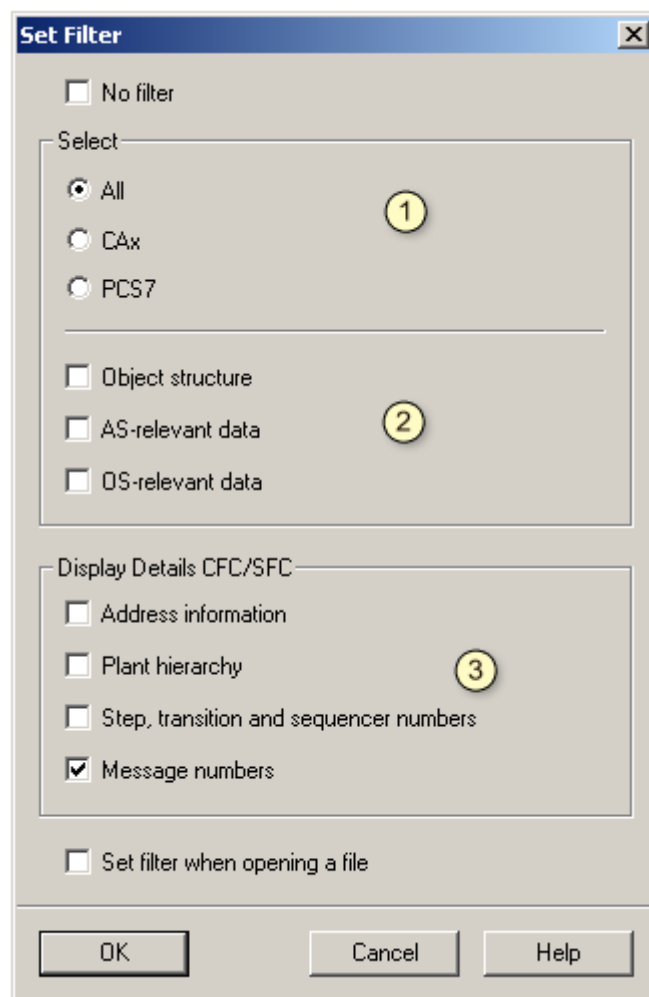 Set Filter
No filter
Select
All
1
CAx
PCS7
Object structure
AS-relevant data
2
OS-relevant data
Display Details CFC/SFC
Address information
Plant hierarchy
3
Step, transition and sequencer numbers
Message numbers
Set filter when opening a file
OK Cancel Help